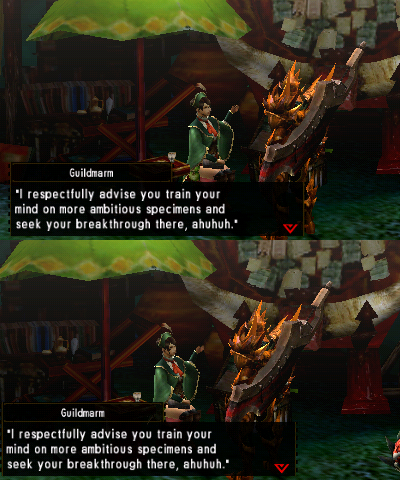 Guildmarm
"I respectfully advise you train your
mind on more ambitious specimens and
seek your breakthrough there, ahuhuh."
Guildmarm
"I respectfully advise you train your
mind on more ambitious specimens and
seek your breakthrough there, ahuhuh."